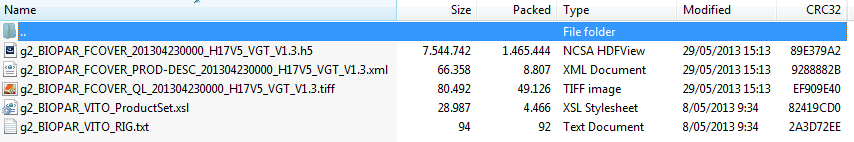 Name Size Packed Type Modified CRC32
.. File folder
g2_BIOPAR_FCOVER_201304230000_H17V5_VGT_V1.3.h5 7.544.742 1.465.444 NCSA HDFView 29/05/2013 15:13 89E379A2
g2_BIOPAR_FCOVER_PROD-DESC_201304230000_H17V5_VGT_V1.3.xml 66.358 8.807 XML Document 29/05/2013 15:13 9288882B
g2_BIOPAR_FCOVER_QL_201304230000_H17V5_VGT_V1.3.tiff 80.492 49.126 TIFF image 29/05/2013 15:13 EF909E40
g2_BIOPAR_VITO_ProductSet.xsl 28.987 4.466 XSL Stylesheet 8/05/2013 9:34 82419CD0
g2_BIOPAR_VITO_RIG.txt 94 92 Text Document 8/05/2013 9:34 2A3D72EE